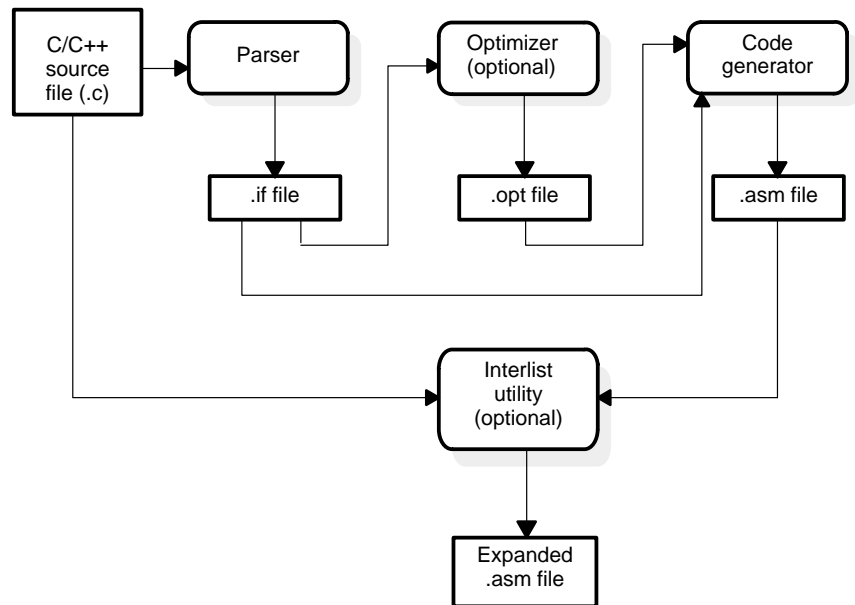 C/C++
source
file (.c)
Parser
Optimizer
(optional)
Code
generator
.if file
.opt file
.asm file
Interlist
utility
(optional)
Expanded
.asm file